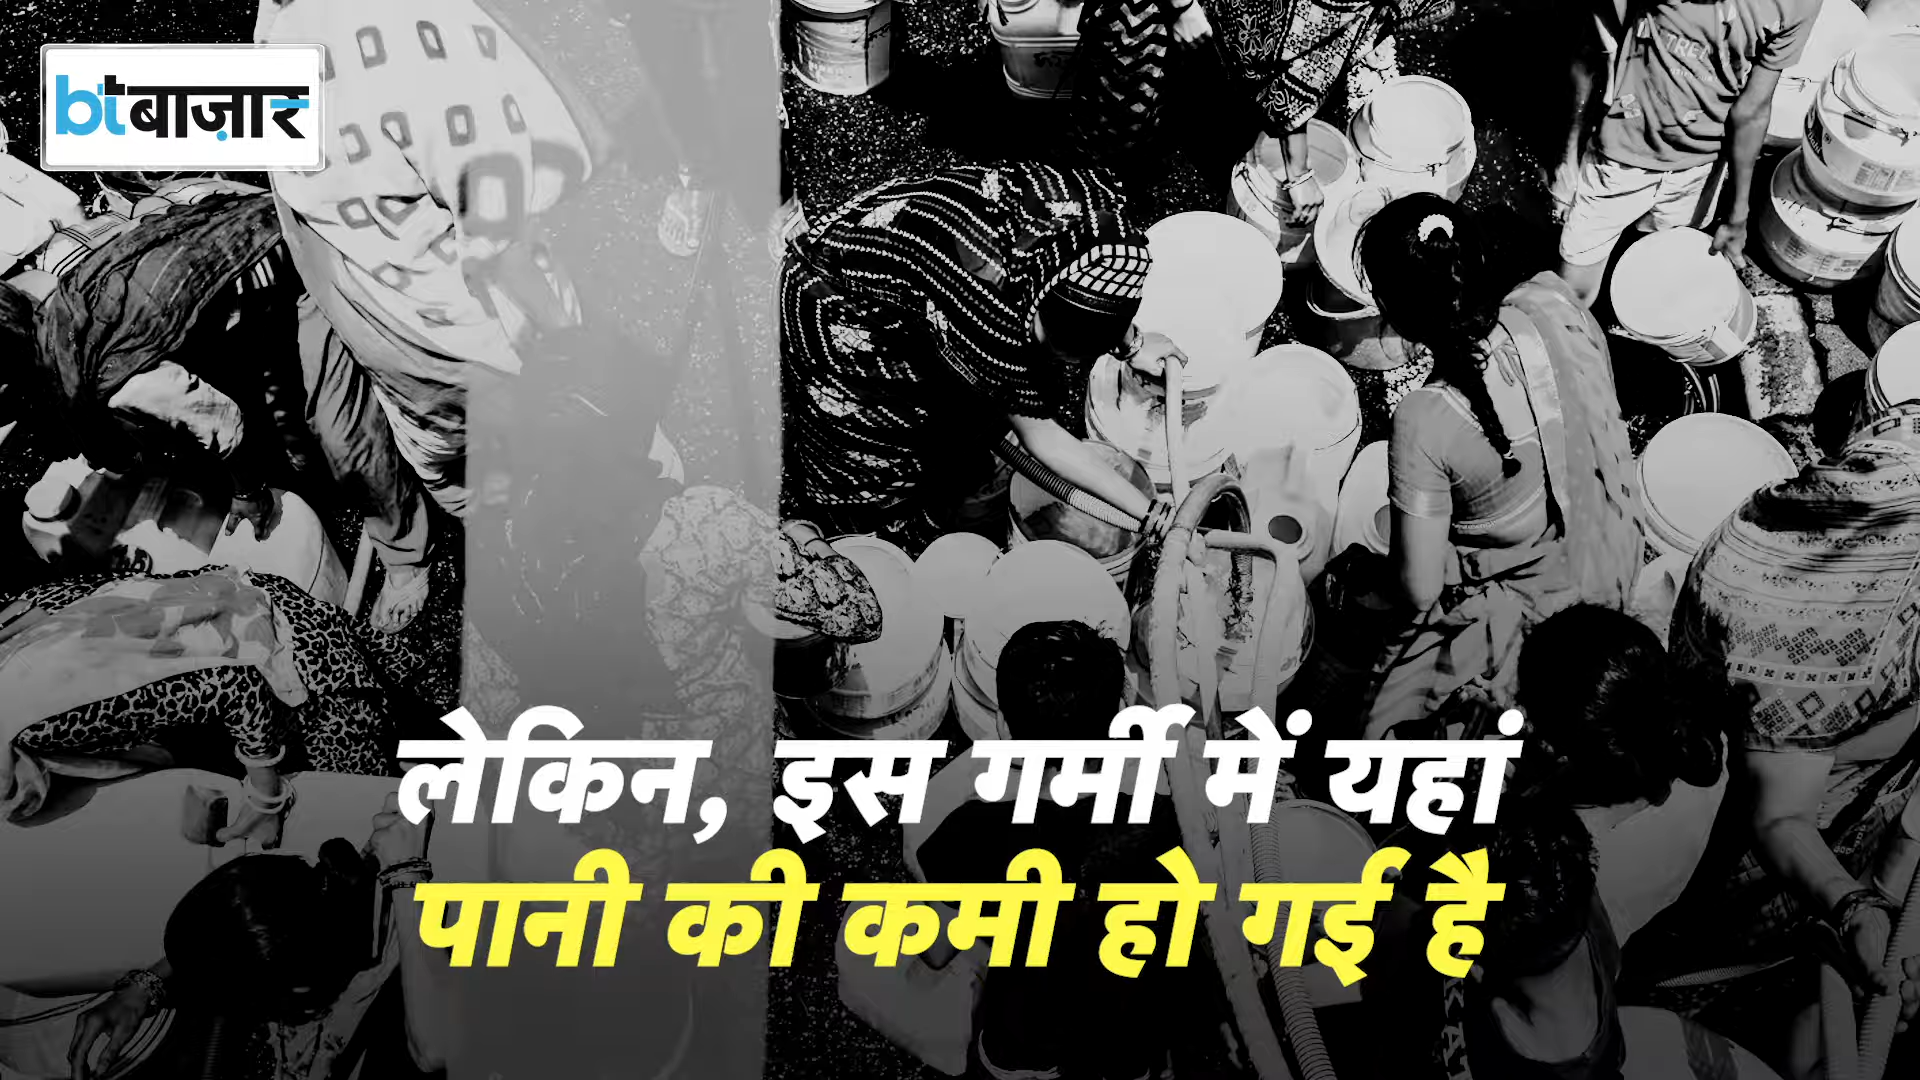 btबाज़ार
लेकिन, इस गर्मी में यहां
पानी की कमी हो गई है